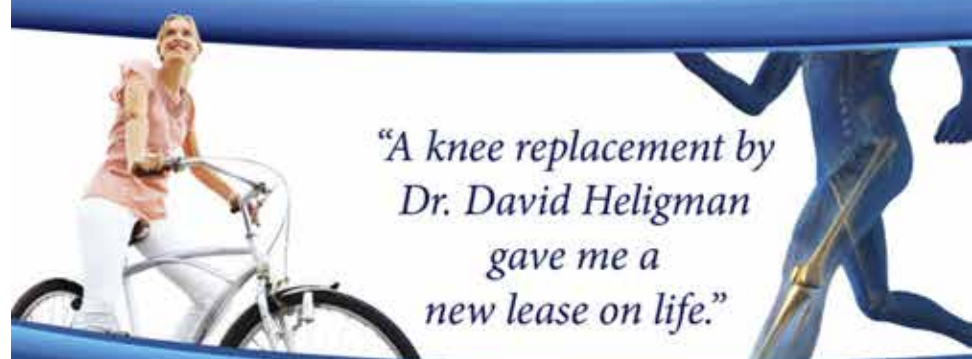 “A knee replacement by
Dr. David Heligman
gave me a
new lease on life.”